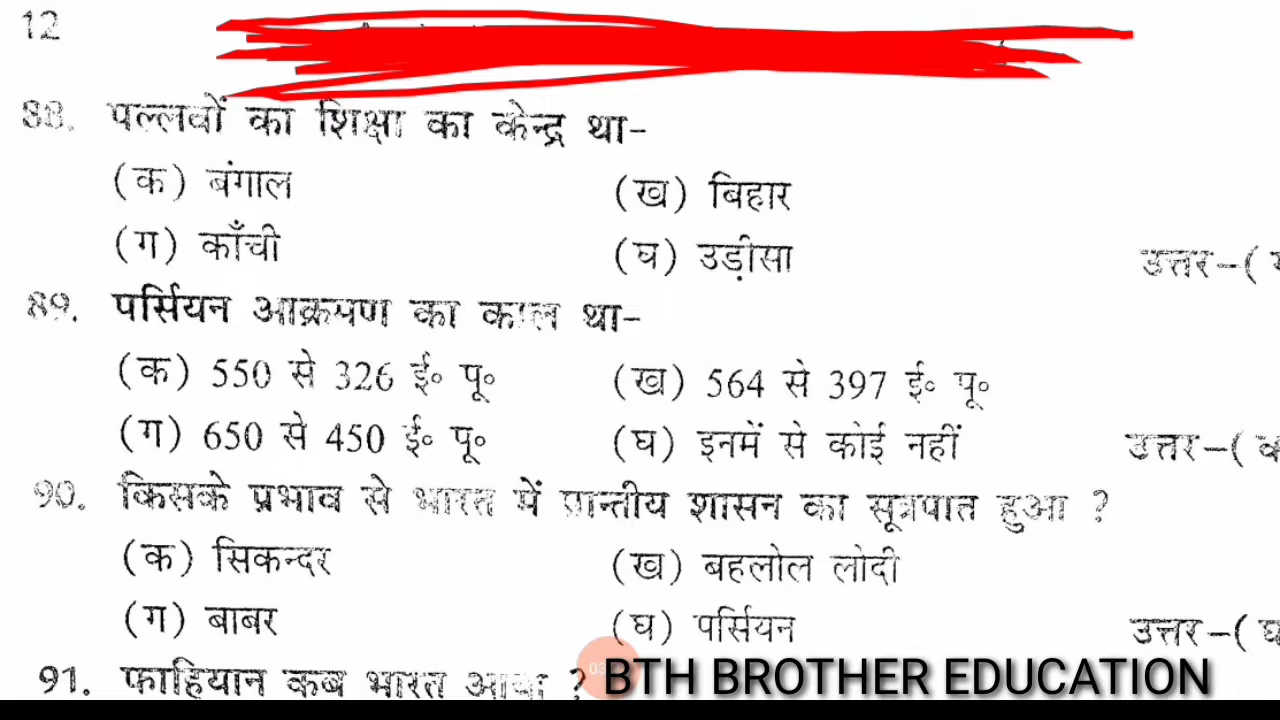 12
88. पल्लवों का शिक्षा का केन्द्र था-
(क) बंगाल (ख) बिहार
(ग) काँची (घ) उड़ीसा उत्तर-(
89. पर्सियन आक्रमण का काल था-
(क) 550 से 326 ई॰ पू॰ (ख) 564 से 397 ई॰ पू॰
(ग) 650 से 450 ई॰ पू॰ (घ) इनमें से कोई नहीं उत्तर-(
90. किसके प्रभाव से भारत में प्रान्तीय शासन का सूत्रपात हुआ ?
(क) सिकन्दर (ख) बहलोल लोदी
(ग) बाबर (घ) पर्सियन उत्तर-(
91. फाहियान कब भारत आया ?
BTH BROTHER EDUCATION